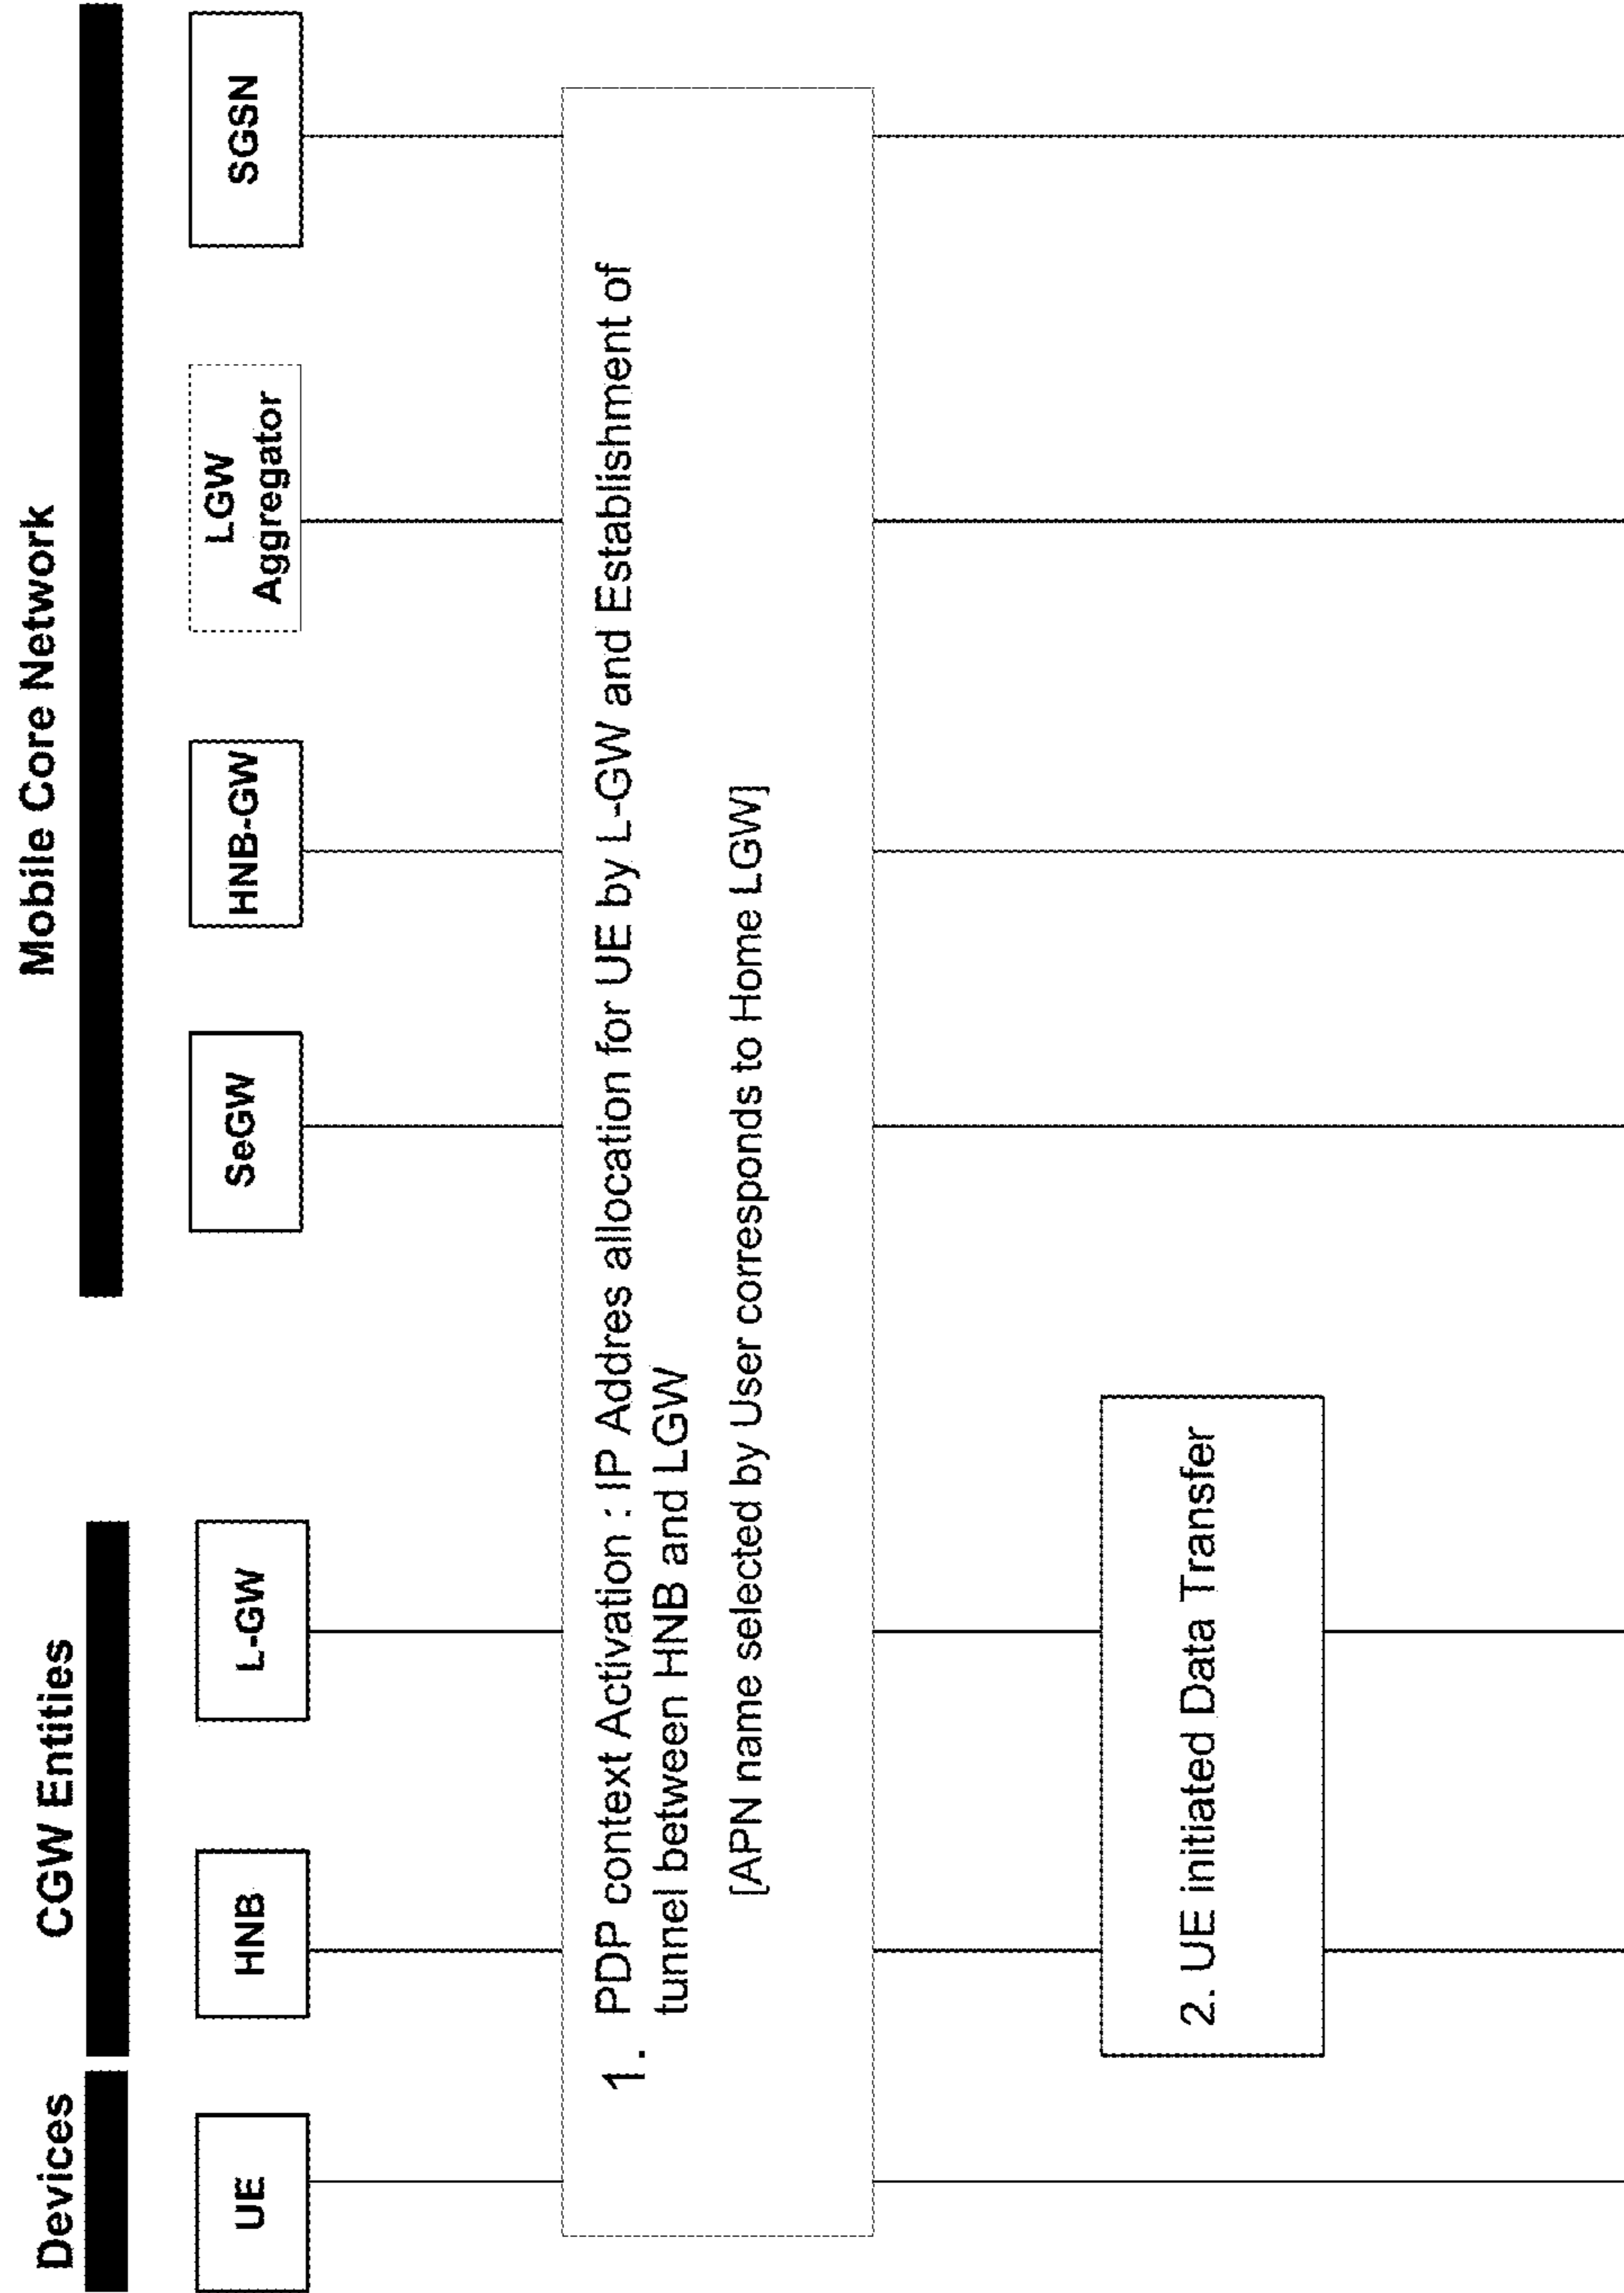 Devices
CGW Entities
Mobile Core Network
UE
HNB
L-GW
SeGW
HNB-GW
LGW
Aggregator
SGSN
1. PDP context Activation : IP Addres allocation for UE by L-GW and Establishment of
tunnel between HNB and LGW
[APN name selected by User corresponds to Home LGW]
2. UE initiated Data Transfer